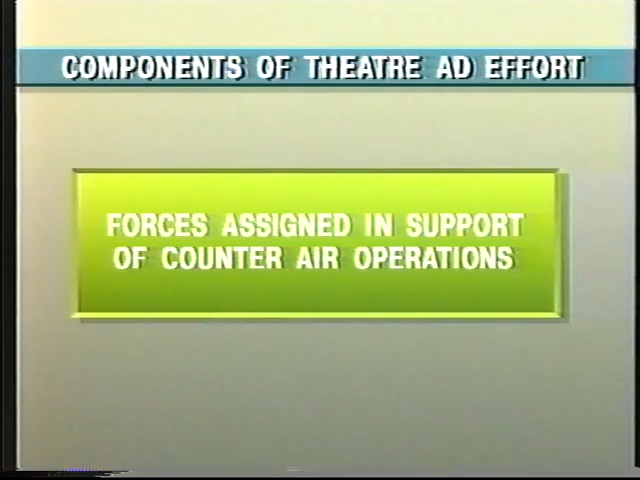 COMPONENTS OF THEATRE AD EFFORT
FORCES ASSIGNED IN SUPPORT
OF COUNTER AIR OPERATIONS